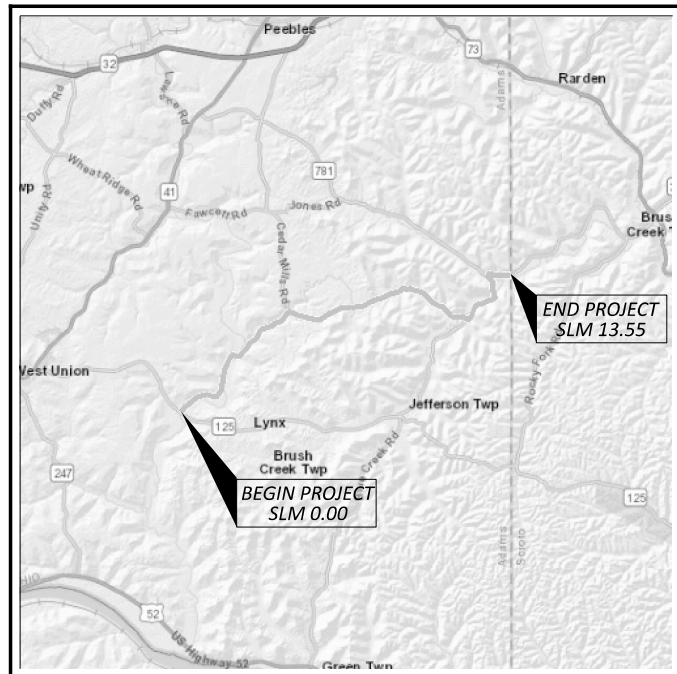 Peebles
32
73
Rarden
Adams
Duffy Rd
Lawshe Rd
Wheat Ridge Rd
781
wp
Unity Rd
41
Fawcett Rd
Jones Rd
Cedar Mills Rd
Brush
Creek T
END PROJECT
SLM 13.55
Rocky Fork Rd
West Union
Jefferson Twp
125
Lynx
Brush
Creek Twp
Creek Rd
BEGIN PROJECT
SLM 0.00
247
125
Adams
Scioto
HIO
52
US Highway 52
Green Twp